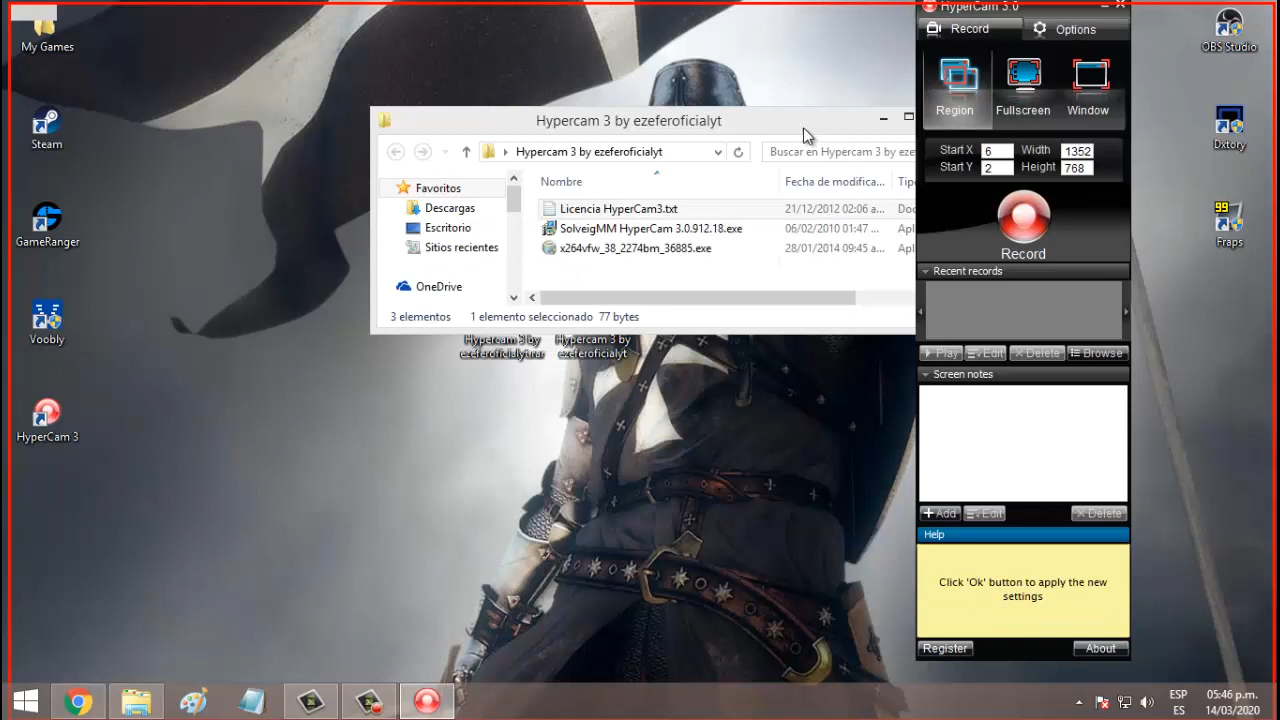 My Games
Steam
GameRanger
Voobly
HyperCam 3
Hypercam 3 by ezeferoficialyt
Hypercam 3 by ezeferoficialyt
Buscar en Hypercam 3 by ezefe
Favoritos
Descargas
Escritorio
Sitios recientes
OneDrive
Nombre
Fecha de modifica...
Tipo
Licencia HyperCam3.txt
21/12/2012 02:06 a...
Doc
SolveigMM HyperCam 3.0.912.18.exe
06/02/2010 01:47 ...
Apl
x264vfw_38_2274bm_36885.exe
28/01/2014 09:45 a...
Apl
3 elementos
1 elemento seleccionado 77 bytes
Hypercam 3 by
ezeferoficialyt.rar
Hypercam 3 by
ezeferoficialyt
HyperCam 3.0
Record
Options
Region
Fullscreen
Window
Start X
6
Width
1352
Start Y
2
Height
768
Record
Recent records
Play
Edit
Delete
Browse
Screen notes
Add
Edit
Delete
Help
Click 'Ok' button to apply the new
settings
Register
About
OBS Studio
Dxtory
99
Fraps
ESP
ES
05:46 p.m.
14/03/2020